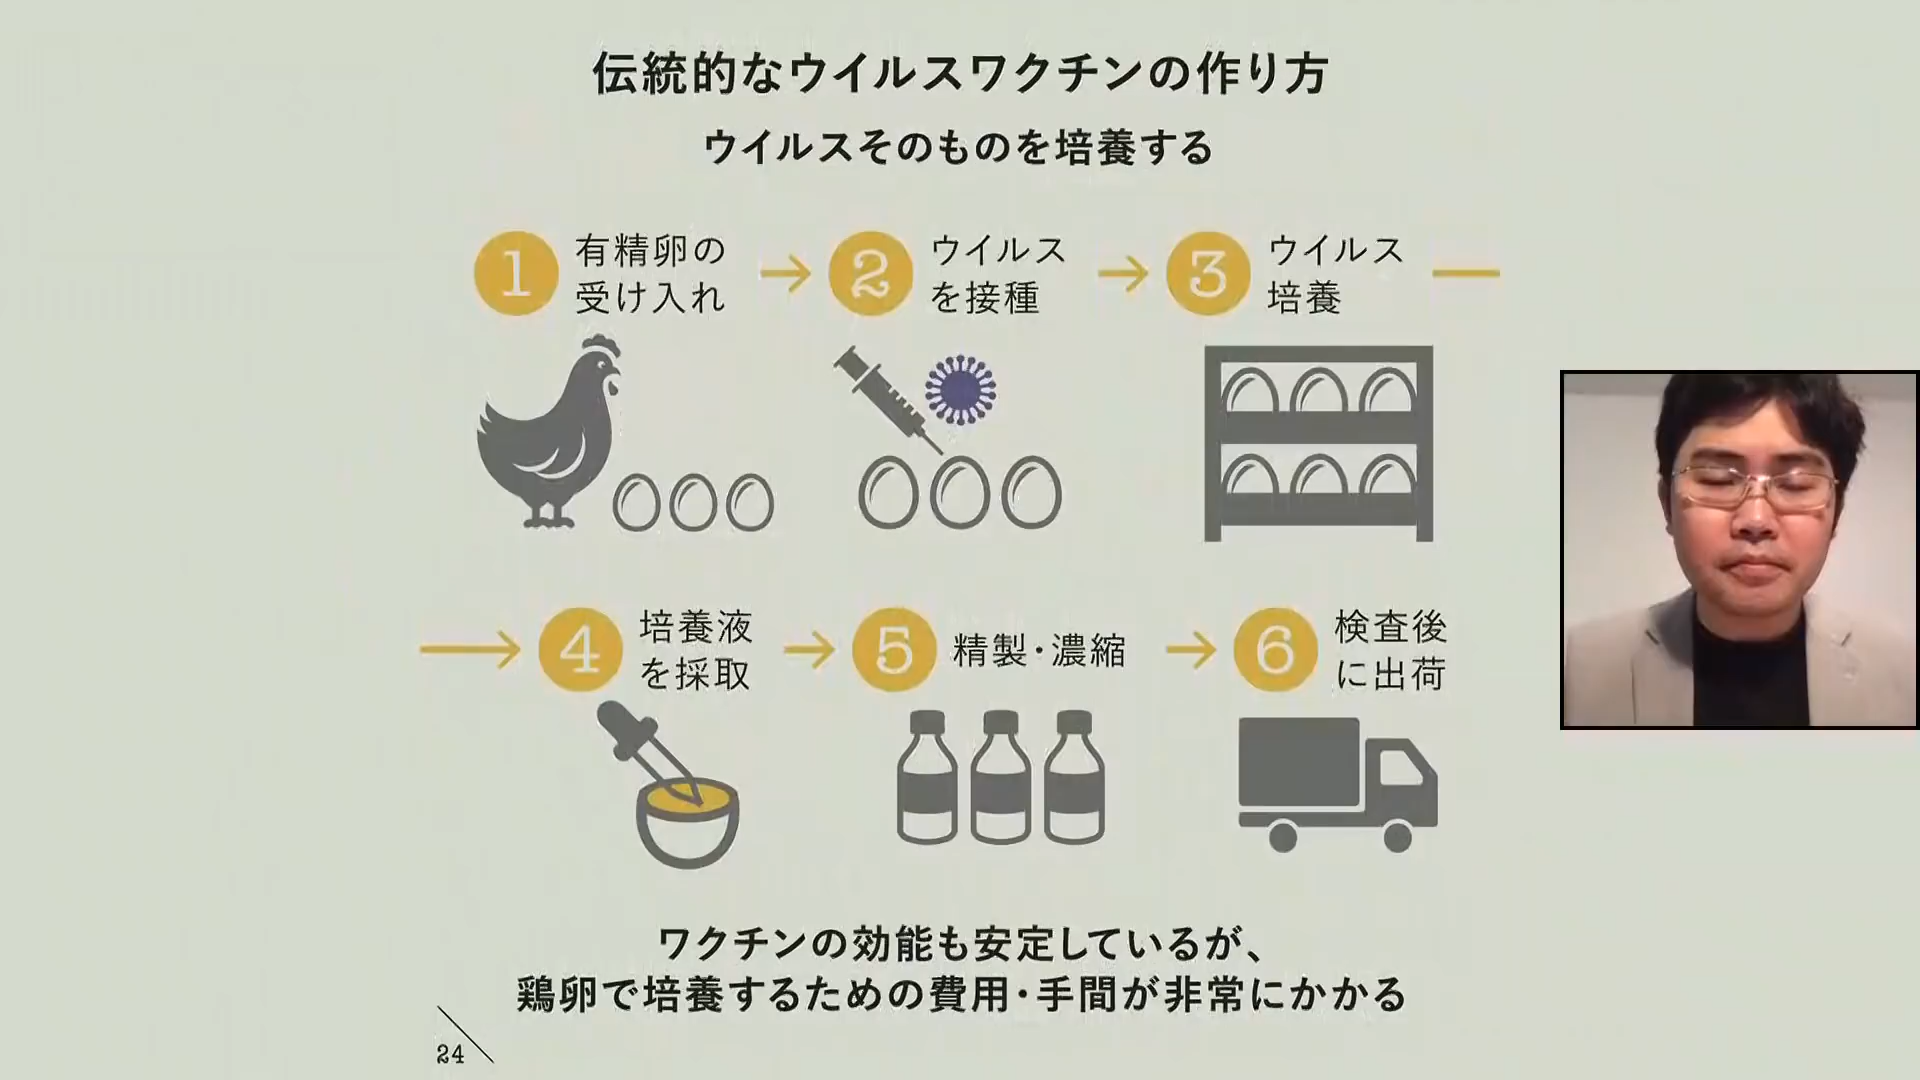 伝統的なウイルスワクチンの作り方
ウイルスそのものを培養する
1 有精卵の
受け入れ
2 ウイルス
を接種
3 ウイルス
培養
4 培養液
を採取
5 精製・濃縮
6 検査後
に出荷
ワクチンの効能も安定しているが、
鶏卵で培養するための費用・手間が非常にかかる
24